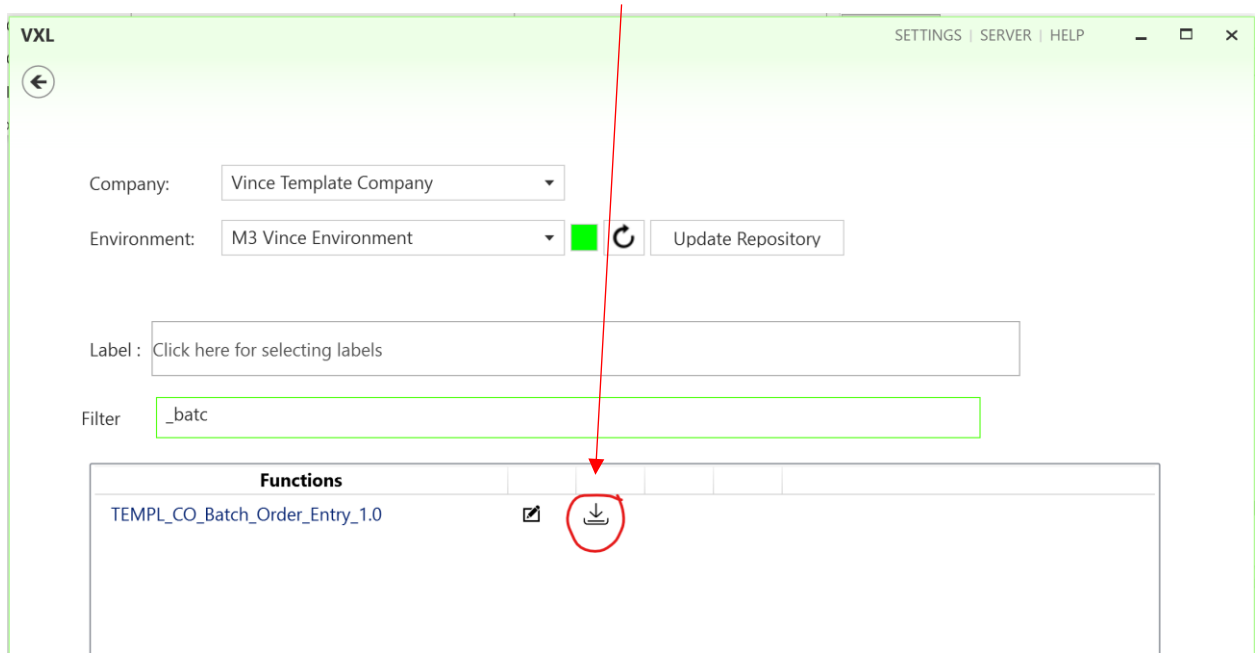 VXL SETTINGS | SERVER | HELP
Company: Vince Template Company
Environment: M3 Vince Environment Update Repository
Label : Click here for selecting labels
Filter _batc
Functions
TEMPL_CO_Batch_Order_Entry_1.0